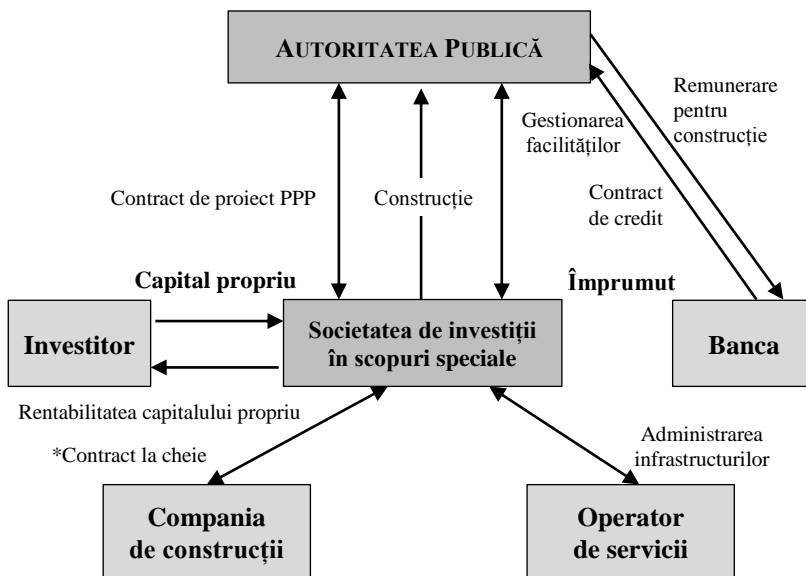 AUTORITATEA PUBLICĂ
Remunerare
pentru
construcție
Gestionarea
facilităților
Contract de proiect PPP
Construcție
Contract
de credit
Capital propriu
Împrumut
Investitor
Societatea de investiții
în scopuri speciale
Banca
Rentabilitatea capitalului propriu
*Contract la cheie
Administrarea
infrastructurilor
Compania
de construcții
Operator
de servicii